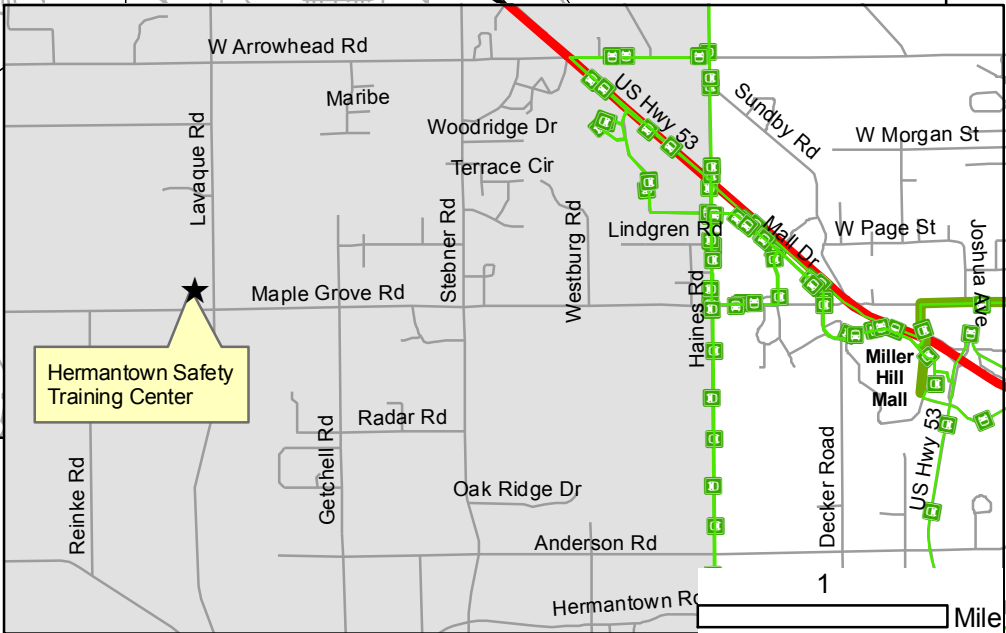 W Arrowhead Rd
Maribe
Lavaque Rd
Woodridge Dr
Terrace Cir
US Hwy 53
Sundby Rd
W Morgan St
Stebner Rd
Westburg Rd
Lindgren Rd
Mall Dr
W Page St
Joshua Ave
Maple Grove Rd
Haines Rd
Hermantown Safety
Training Center
Miller
Hill
Mall
Radar Rd
Getchell Rd
Reinke Rd
Oak Ridge Dr
Decker Road
US Hwy 53
Anderson Rd
Hermantown Rd
1
Mile